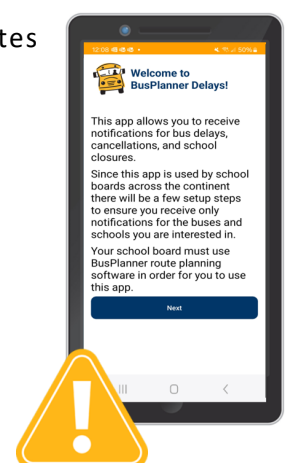 tes
12:08
50%
Welcome to
BusPlanner Delays!
This app allows you to receive
notifications for bus delays,
cancellations, and school
closures.
Since this app is used by school
boards across the continent
there will be a few setup steps
to ensure you receive only
notifications for the buses and
schools you are interested in.
Your school board must use
BusPlanner route planning
software in order for you to use
this app.
Next